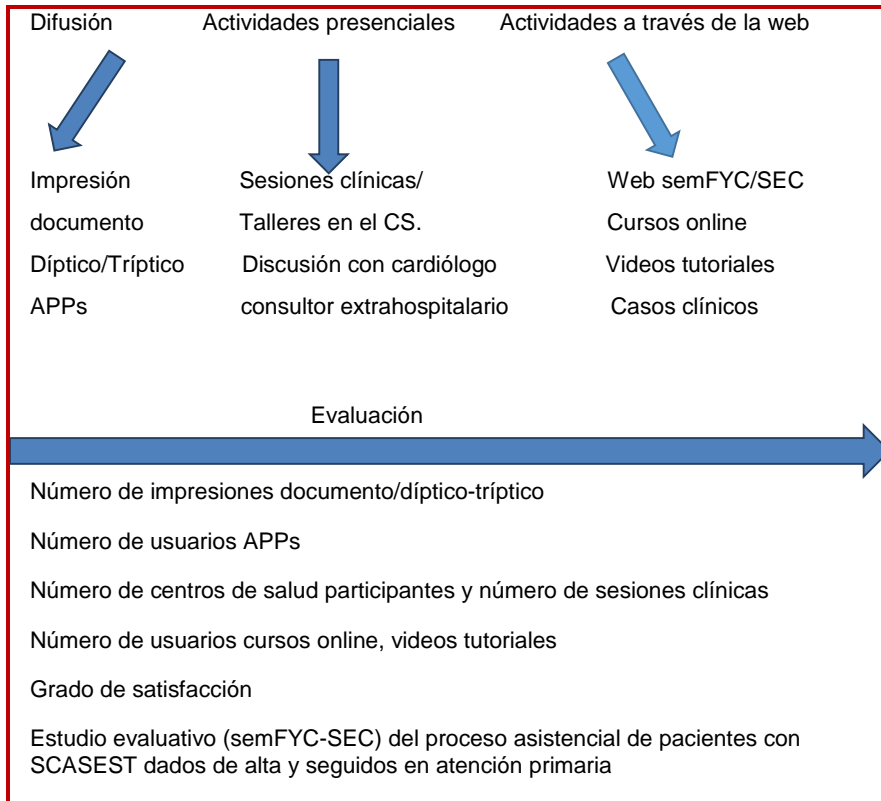 Difusión
Actividades presenciales
Actividades a través de la web
Impresión
documento
Díptico/Tríptico
APPs
Sesiones clínicas/
Talleres en el CS.
Discusión con cardiólogo
consultor extrahospitalario
Web semFYC/SEC
Cursos online
Videos tutoriales
Casos clínicos
Evaluación
Número de impresiones documento/díptico-tríptico
Número de usuarios APPs
Número de centros de salud participantes y número de sesiones clínicas
Número de usuarios cursos online, videos tutoriales
Grado de satisfacción
Estudio evaluativo (semFYC-SEC) del proceso asistencial de pacientes con
SCASEST dados de alta y seguidos en atención primaria